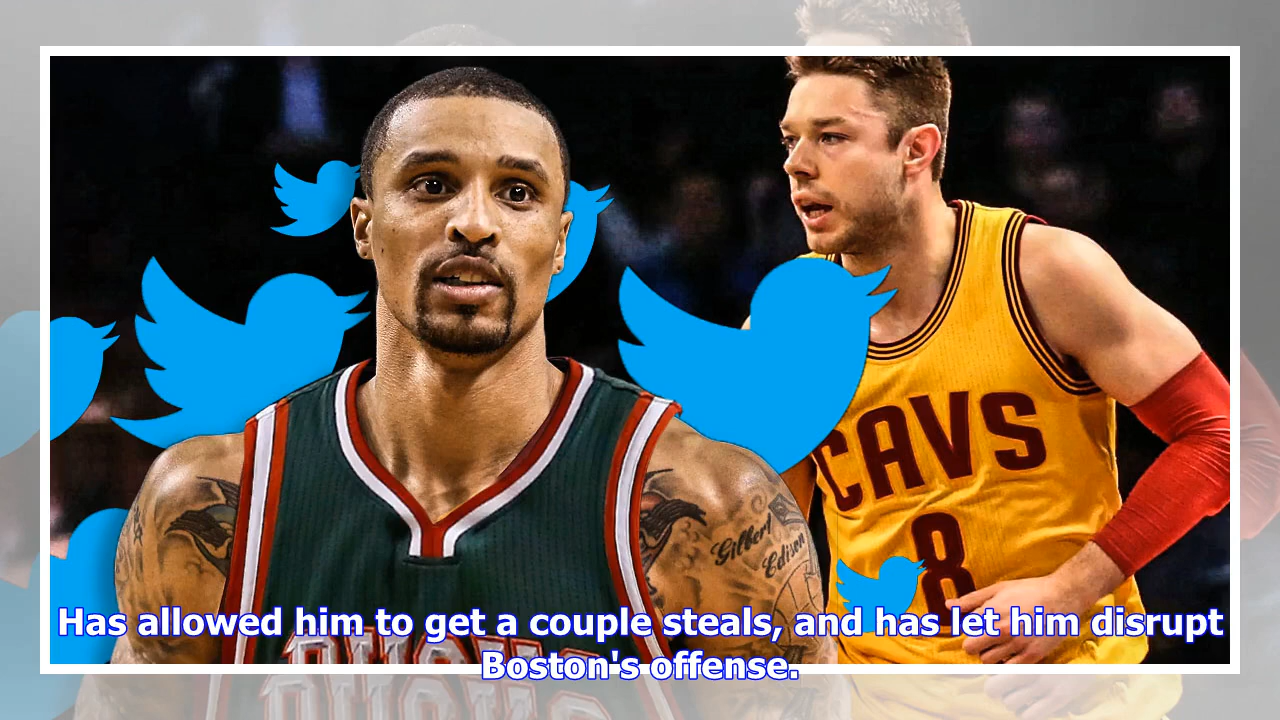 Gilbert
Edison
CAVS
8
Has allowed him to get a couple steals, and has let him disrupt
Boston's offense.
BUCKS